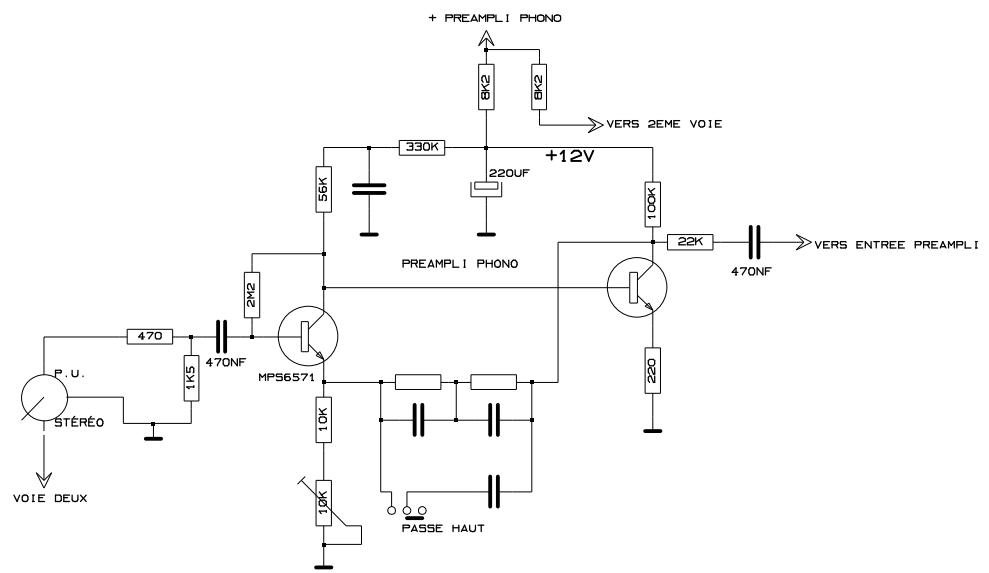 + PREAMPLI PHONO
8K2
8K2
VERS 2EME VOIE
330K
+12V
220UF
56K
100K
22K
VERS ENTREE PREAMPLI
470NF
PREAMPLI PHONO
2M2
470
470NF
1K5
MPS6571
P.U.
STÉRÉO
220
10K
10K
VOIE DEUX
PASSE HAUT